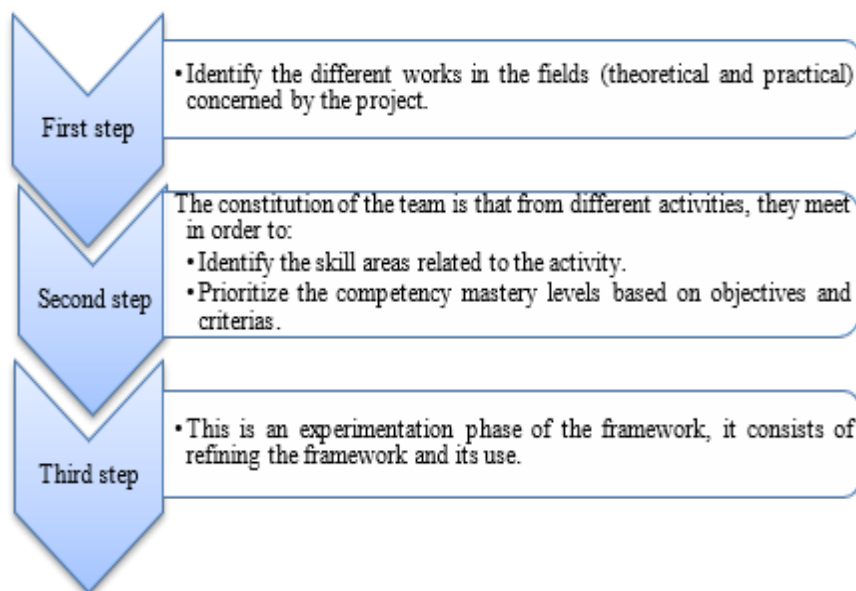 First step
•Identify the different works in the fields (theoretical and practical)
concerned by the project.
Second step
The constitution of the team is that from different activities, they meet
in order to:
•Identify the skill areas related to the activity.
•Prioritize the competency mastery levels based on objectives and
criterias.
Third step
•This is an experimentation phase of the framework, it consists of
refining the framework and its use.